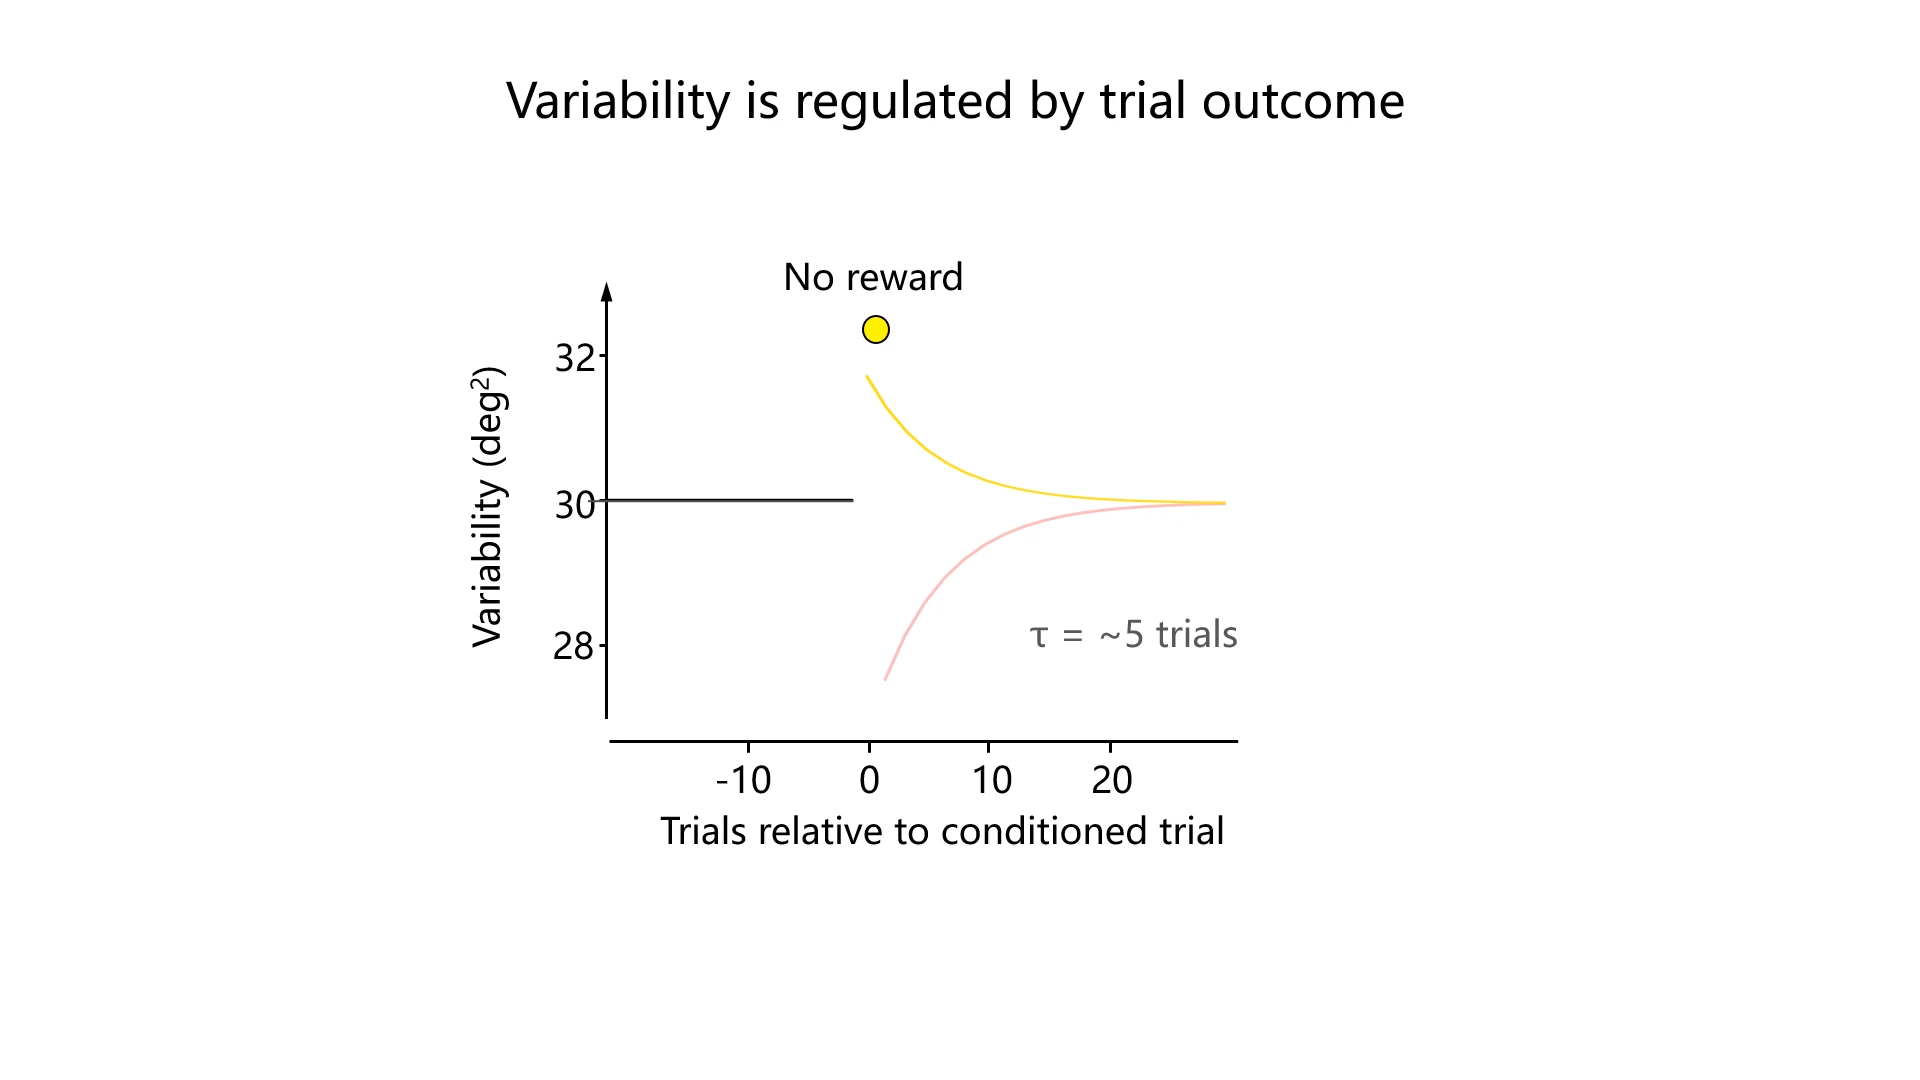 Variability is regulated by trial outcome
No reward
Variability (deg²)
32
30
28
τ = ~5 trials
-10 0 10 20
Trials relative to conditioned trial